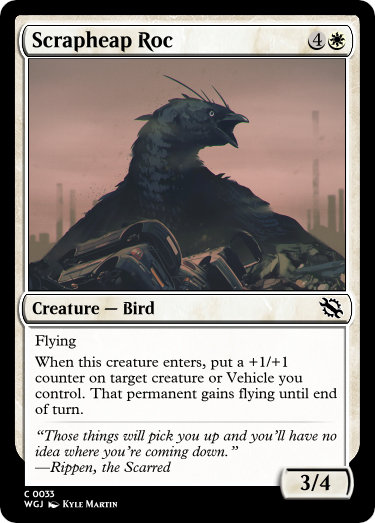 Scrapheap Roc 4
Creature — Bird
Flying
When this creature enters, put a +1/+1
counter on target creature or Vehicle you
control. That permanent gains flying until end
of turn.
“Those things will pick you up and you’ll have no
idea where you’re coming down.”
—Rippen, the Scarred
3/4
C 0033
WGJ Kyle Martin